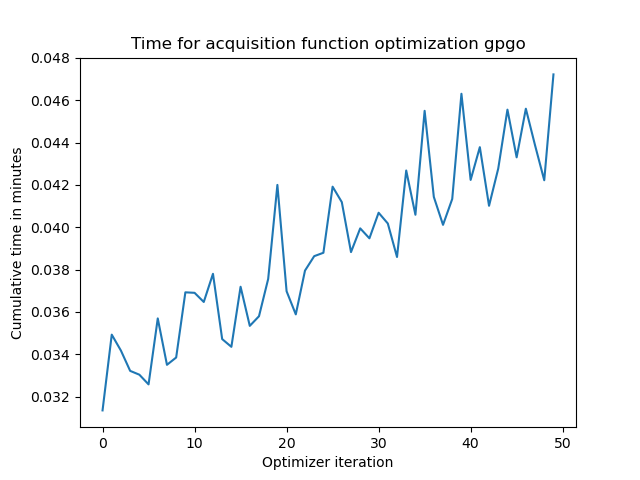 Time for acquisition function optimization gpgo
0.048
0.046
0.044
0.042
0.040
0.038
0.036
0.034
0.032
Cumulative time in minutes
0 10 20 30 40 50
Optimizer iteration